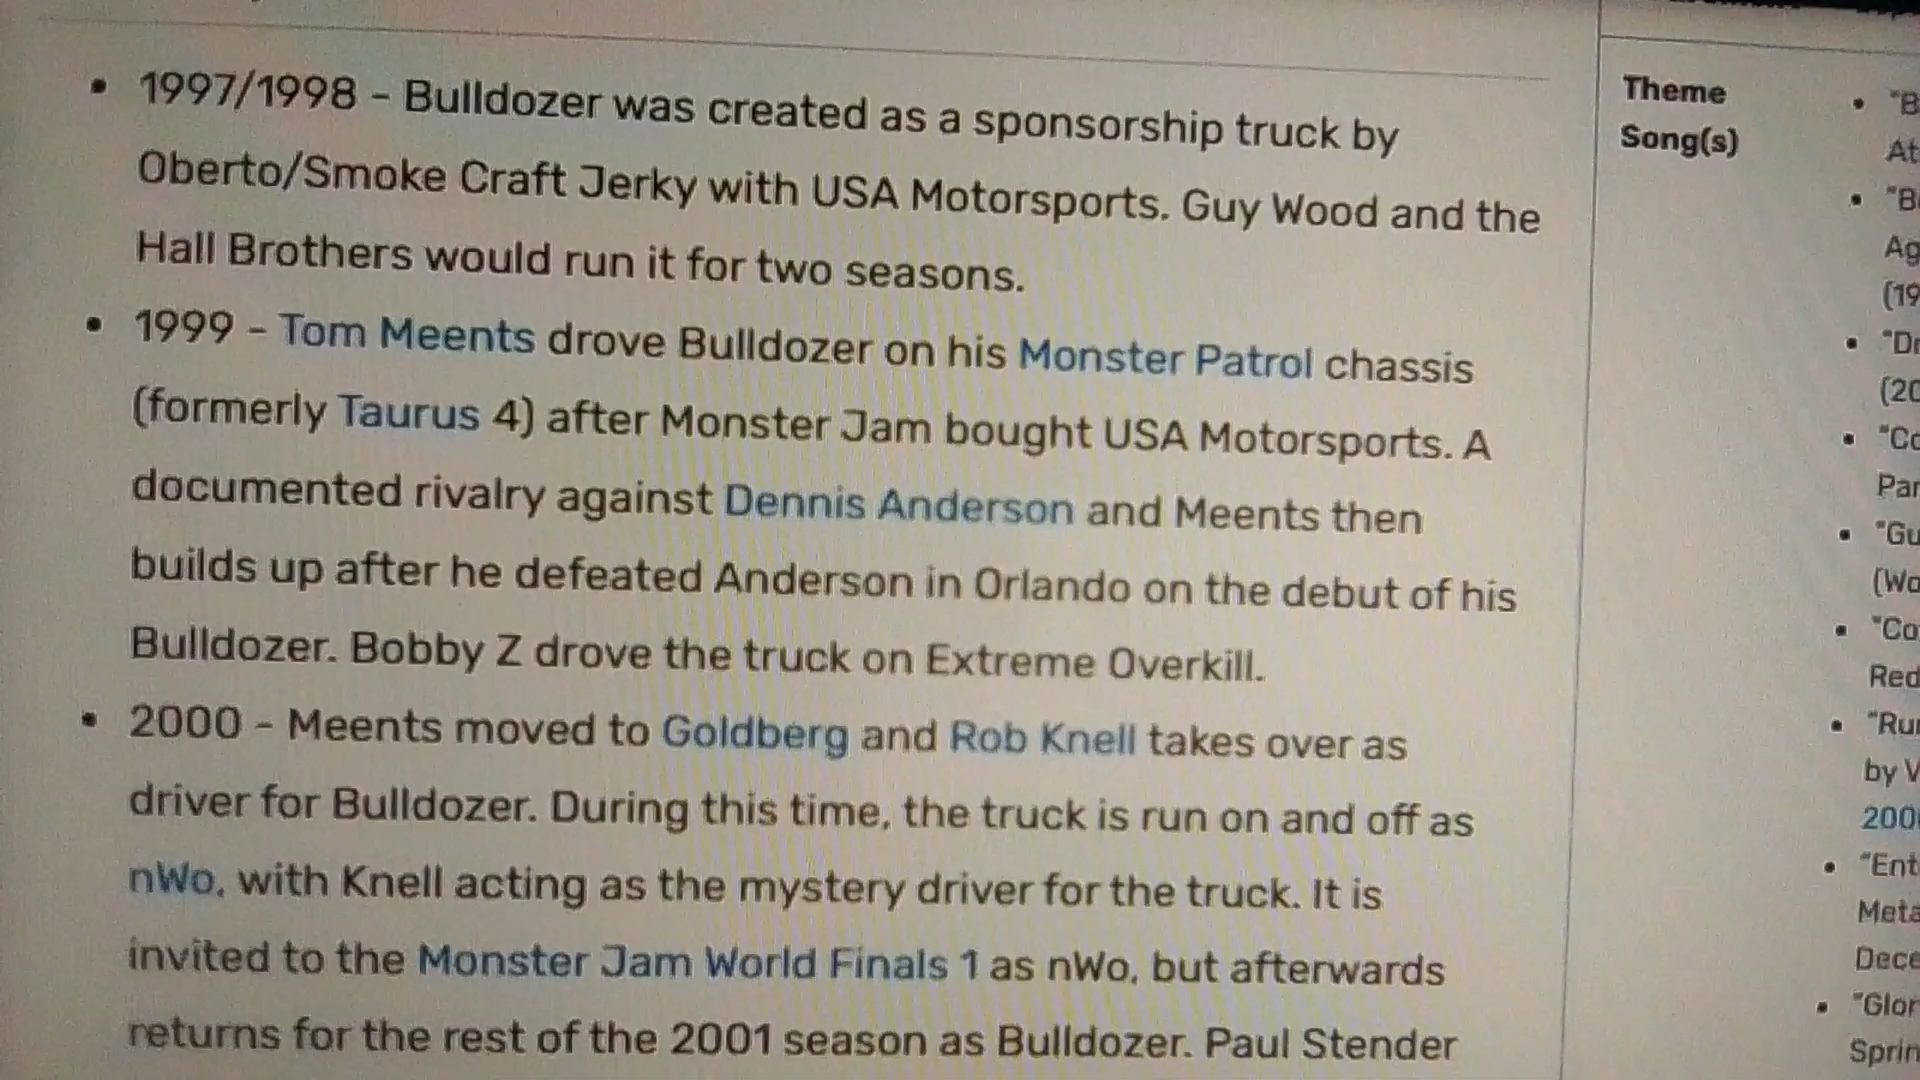 1997/1998 - Bulldozer was created as a sponsorship truck by
Oberto/Smoke Craft Jerky with USA Motorsports. Guy Wood and the
Hall Brothers would run it for two seasons.
1999 - Tom Meents drove Bulldozer on his Monster Patrol chassis
(formerly Taurus 4) after Monster Jam bought USA Motorsports. A
documented rivalry against Dennis Anderson and Meents then
builds up after he defeated Anderson in Orlando on the debut of his
Bulldozer. Bobby Z drove the truck on Extreme Overkill.
2000 - Meents moved to Goldberg and Rob Knell takes over as
driver for Bulldozer. During this time, the truck is run on and off as
nWo, with Knell acting as the mystery driver for the truck. It is
invited to the Monster Jam World Finals 1 as nWo, but afterwards
returns for the rest of the 2001 season as Bulldozer. Paul Stender
Theme
Song(s)
by